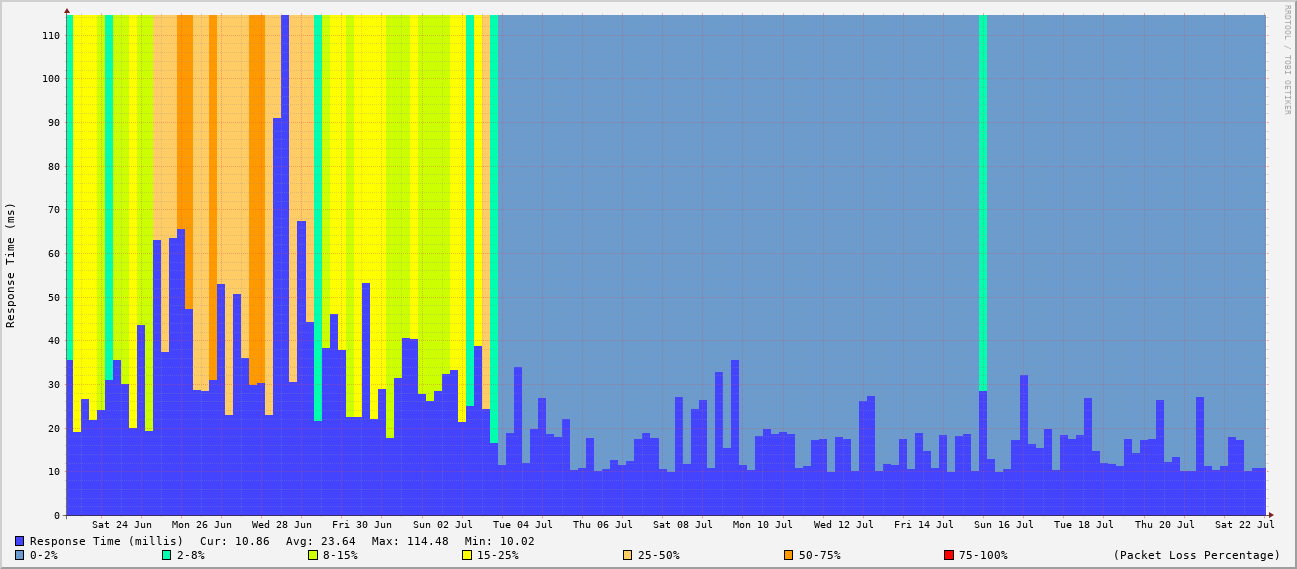 RRDTOOL / TOBI OETIKER
Response Time (ms)
110
100
90
80
70
60
50
40
30
20
10
0
Sat 24 Jun Mon 26 Jun Wed 28 Jun Fri 30 Jun Sun 02 Jul Tue 04 Jul Thu 06 Jul Sat 08 Jul Mon 10 Jul Wed 12 Jul Fri 14 Jul Sun 16 Jul Tue 18 Jul Thu 20 Jul Sat 22 Jul
Response Time (millis) Cur: 10.86 Avg: 23.64 Max: 114.48 Min: 10.02
0-2% 2-8% 8-15% 15-25% 25-50% 50-75% 75-100% (Packet Loss Percentage)